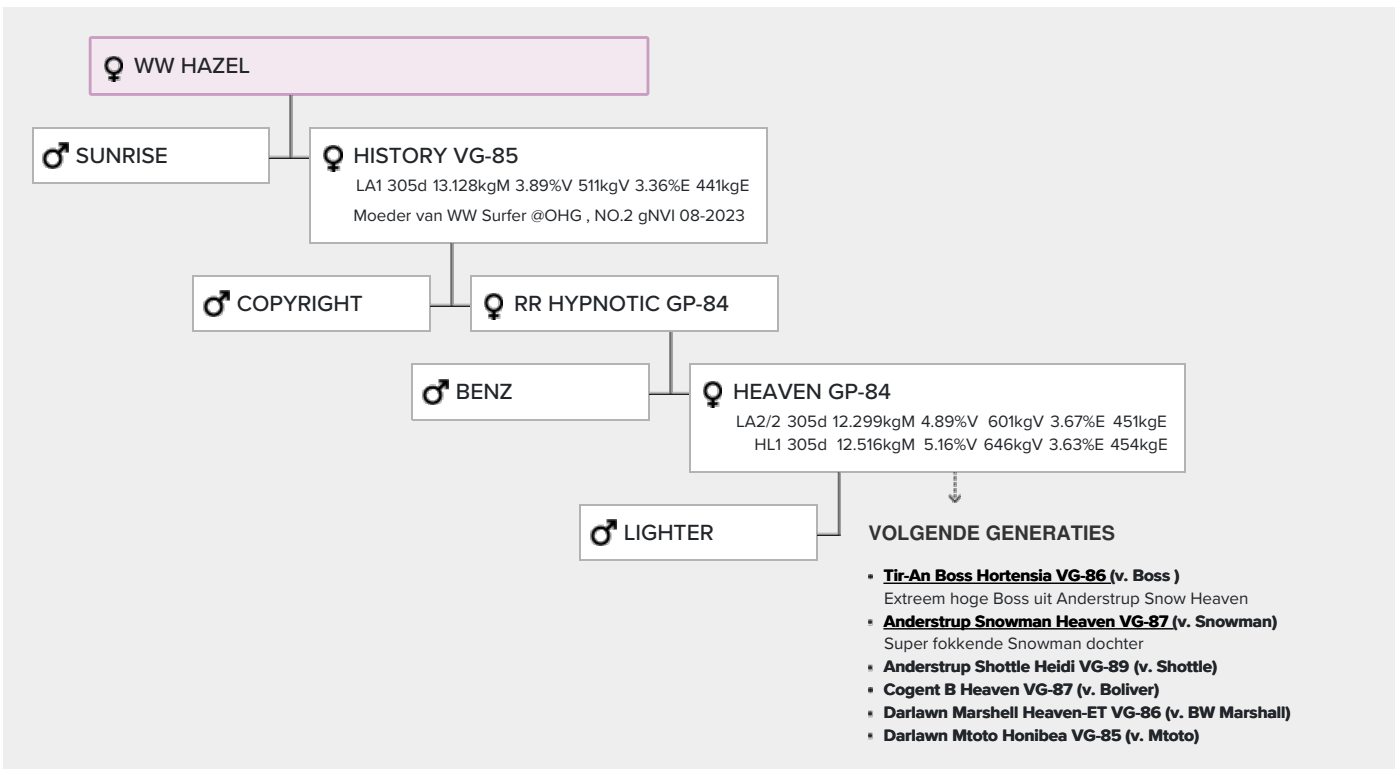 WW HAZEL
SUNRISE
HISTORY VG-85
LA1 305d 13.128kgM 3.89%V 511kgV 3.36%E 441kgE
Moeder van WW Surfer @OHG , NO.2 gNVI 08-2023
COPYRIGHT
RR HYPNOTIC GP-84
BENZ
HEAVEN GP-84
LA2/2 305d 12.299kgM 4.89%V 601kgV 3.67%E 451kgE
HL1 305d 12.516kgM 5.16%V 646kgV 3.63%E 454kgE
LIGHTER
VOLGENDE GENERATIES
Tir-An Boss Hortensia VG-86 (v. Boss )
Extreem hoge Boss uit Anderstrup Snow Heaven
Anderstrup Snowman Heaven VG-87 (v. Snowman)
Super fokkende Snowman dochter
Anderstrup Shottle Heidi VG-89 (v. Shottle)
Cogent B Heaven VG-87 (v. Boliver)
Darlawn Marshell Heaven-ET VG-86 (v. BW Marshall)
Darlawn Mtoto Honibea VG-85 (v. Mtoto)